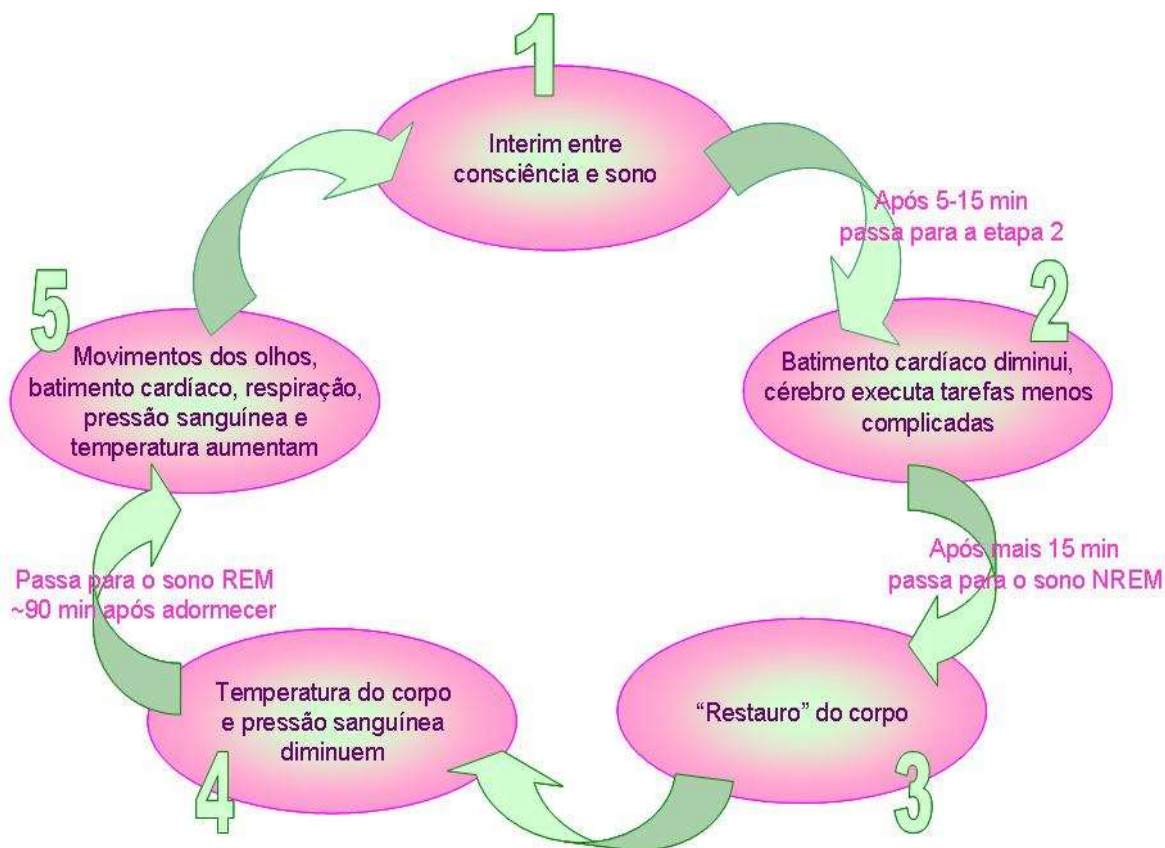 1
Interim entre
consciência e sono
Após 5-15 min
passa para a etapa 2
2
Batimento cardíaco diminui,
cérebro executa tarefas menos
complicadas
Após mais 15 min
passa para o sono NREM
3
“Restauro” do corpo
4
Temperatura do corpo
e pressão sanguínea
diminuem
Passa para o sono REM
~90 min após adormecer
5
Movimentos dos olhos,
batimento cardíaco, respiração,
pressão sanguínea e
temperatura aumentam